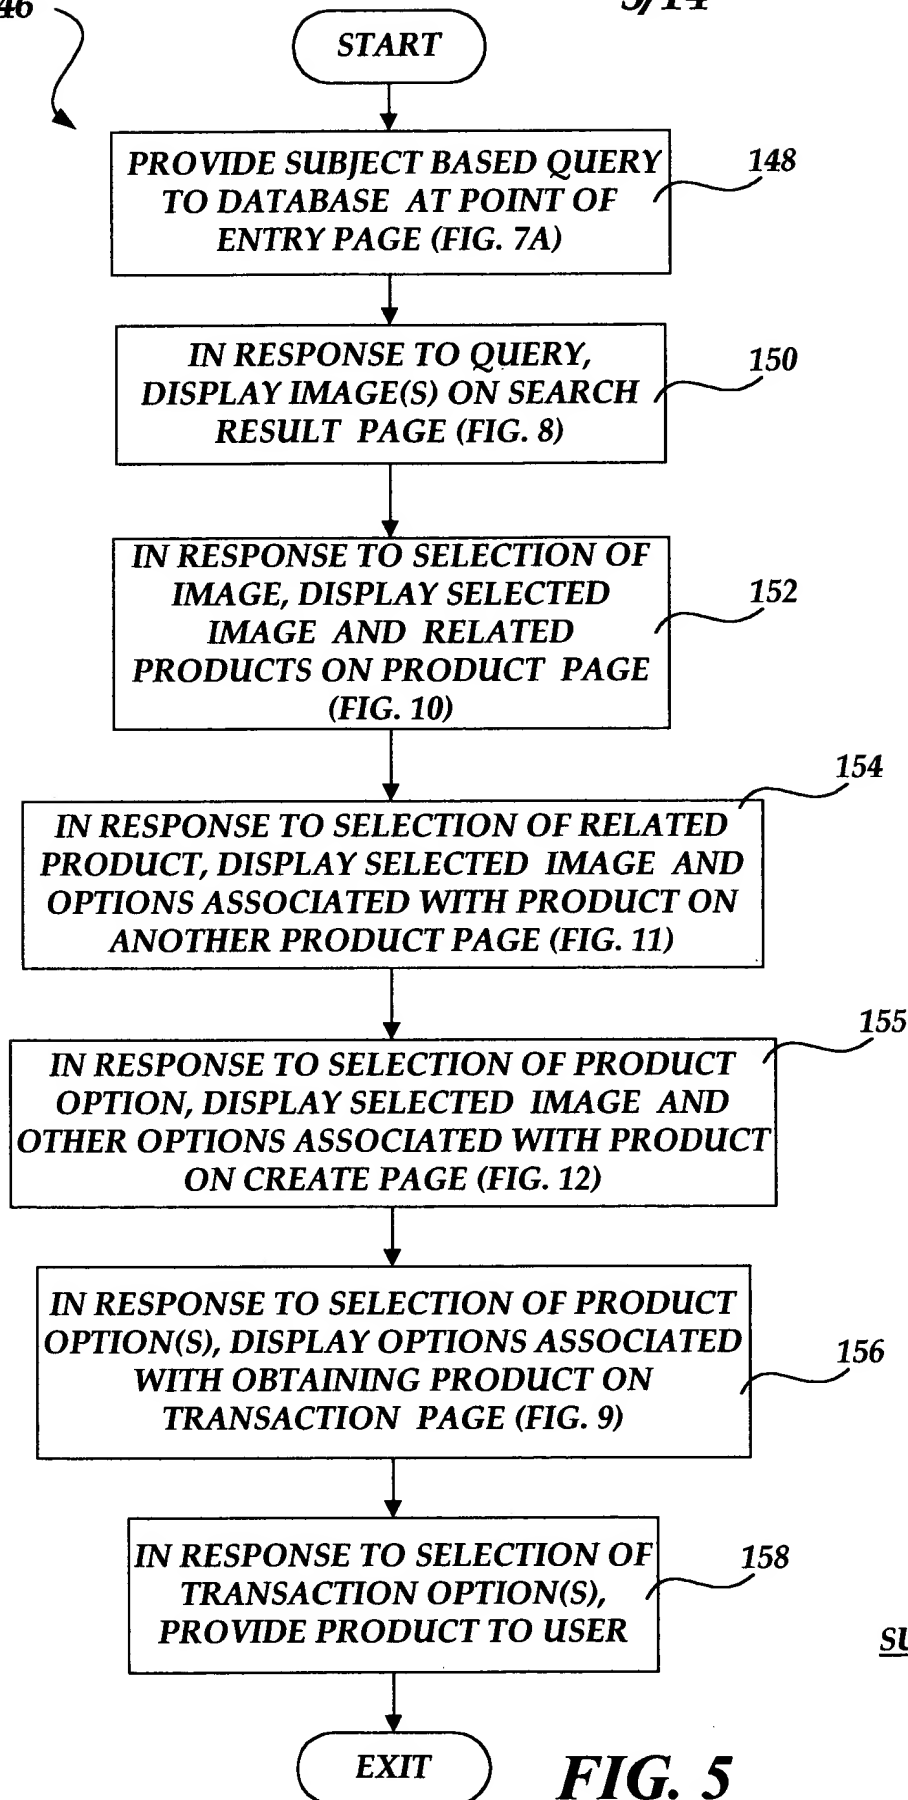 46
5/14
START
PROVIDE SUBJECT BASED QUERY
TO DATABASE AT POINT OF
ENTRY PAGE (FIG. 7A)
148
IN RESPONSE TO QUERY,
DISPLAY IMAGE(S) ON SEARCH
RESULT PAGE (FIG. 8)
150
IN RESPONSE TO SELECTION OF
IMAGE, DISPLAY SELECTED
IMAGE AND RELATED
PRODUCTS ON PRODUCT PAGE
(FIG. 10)
152
IN RESPONSE TO SELECTION OF RELATED
PRODUCT, DISPLAY SELECTED IMAGE AND
OPTIONS ASSOCIATED WITH PRODUCT ON
ANOTHER PRODUCT PAGE (FIG. 11)
154
IN RESPONSE TO SELECTION OF PRODUCT
OPTION, DISPLAY SELECTED IMAGE AND
OTHER OPTIONS ASSOCIATED WITH PRODUCT
ON CREATE PAGE (FIG. 12)
155
IN RESPONSE TO SELECTION OF PRODUCT
OPTION(S), DISPLAY OPTIONS ASSOCIATED
WITH OBTAINING PRODUCT ON
TRANSACTION PAGE (FIG. 9)
156
IN RESPONSE TO SELECTION OF
TRANSACTION OPTION(S),
PROVIDE PRODUCT TO USER
158
SU
EXIT
FIG. 5